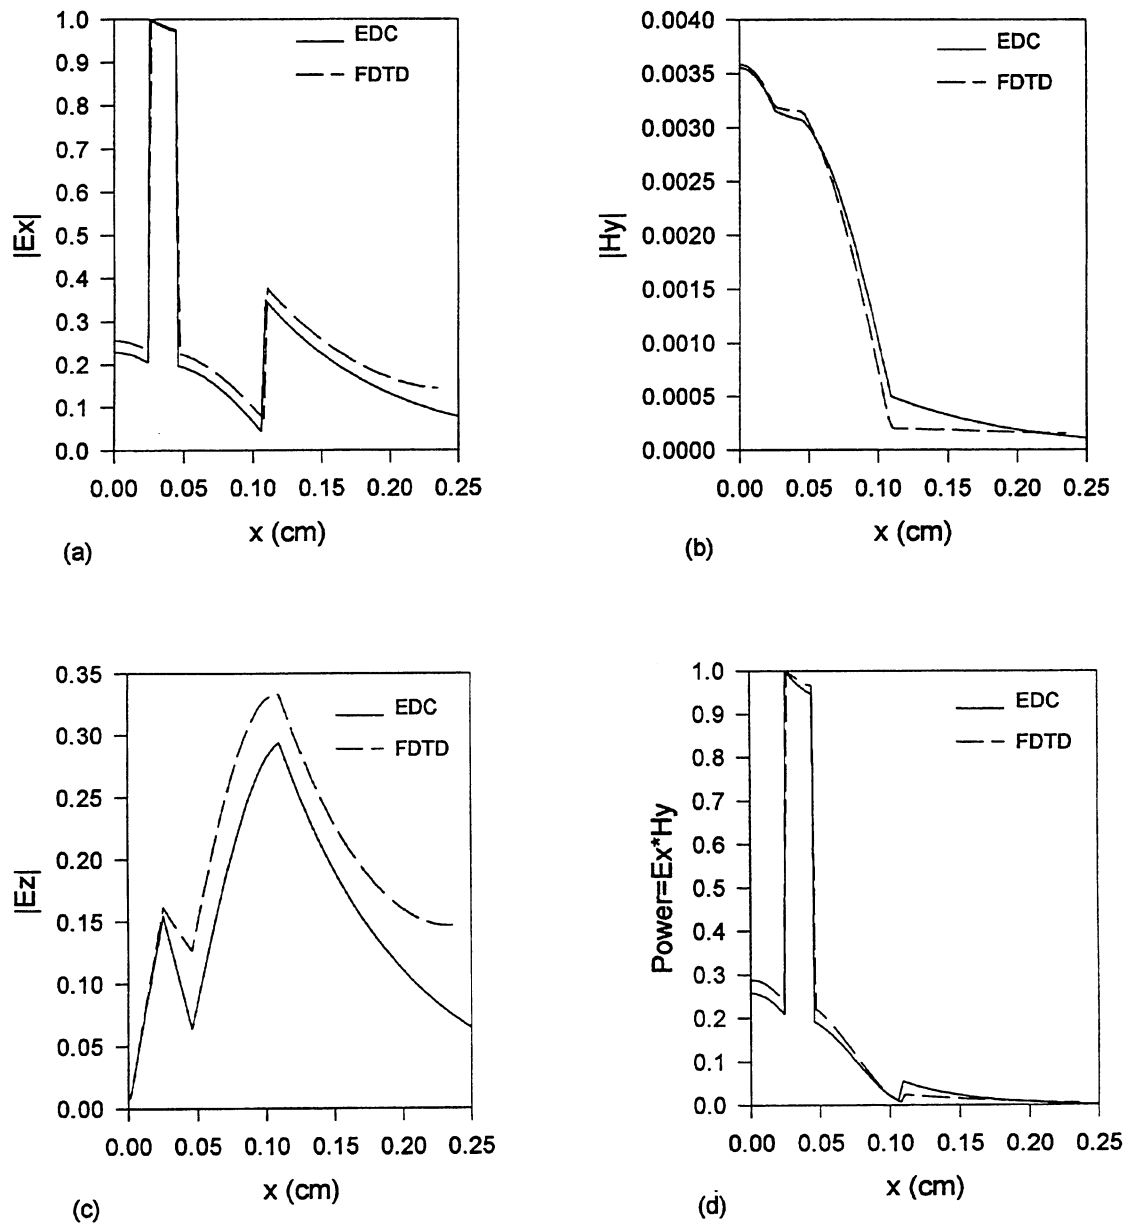 1.0
0.9
0.8
0.7
0.6
0.5
0.4
0.3
0.2
0.1
0.0
|Ex|
EDC
FDTD
0.00 0.05 0.10 0.15 0.20 0.25
x (cm)
(a)
0.0040
0.0035
0.0030
0.0025
0.0020
0.0015
0.0010
0.0005
0.0000
|Hy|
EDC
FDTD
0.00 0.05 0.10 0.15 0.20 0.25
x (cm)
(b)
0.35
0.30
0.25
0.20
0.15
0.10
0.05
0.00
|Ez|
EDC
FDTD
0.00 0.05 0.10 0.15 0.20 0.25
x (cm)
(c)
1.0
0.9
0.8
0.7
0.6
0.5
0.4
0.3
0.2
0.1
0.0
Power=Ex*Hy
EDC
FDTD
0.00 0.05 0.10 0.15 0.20 0.25
x (cm)
(d)